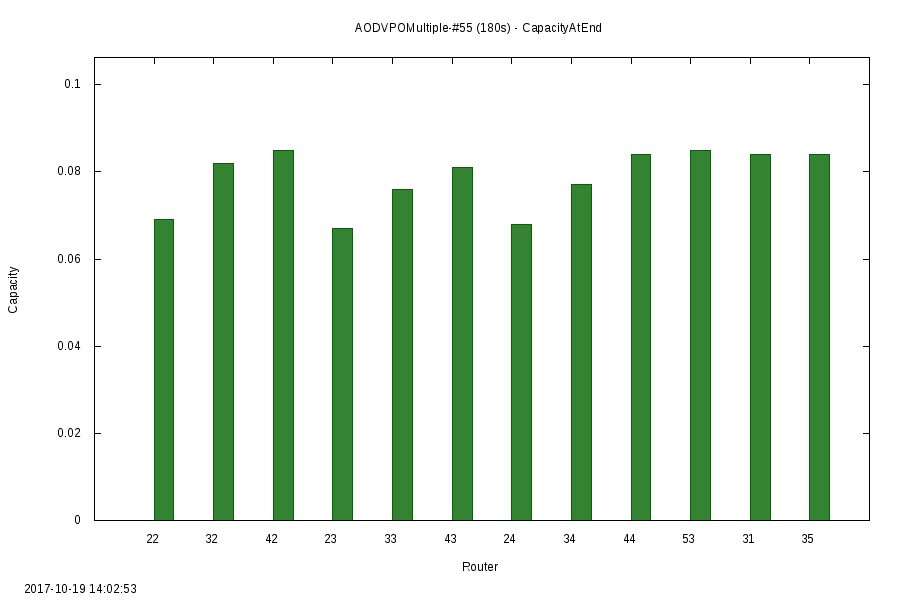 AODVPOMultiple-#55 (180s) - CapacityAtEnd
0.1
0.08
0.06
0.04
0.02
0
Capacity
22 32 42 23 33 43 24 34 44 53 31 35
Router
2017-10-19 14:02:53